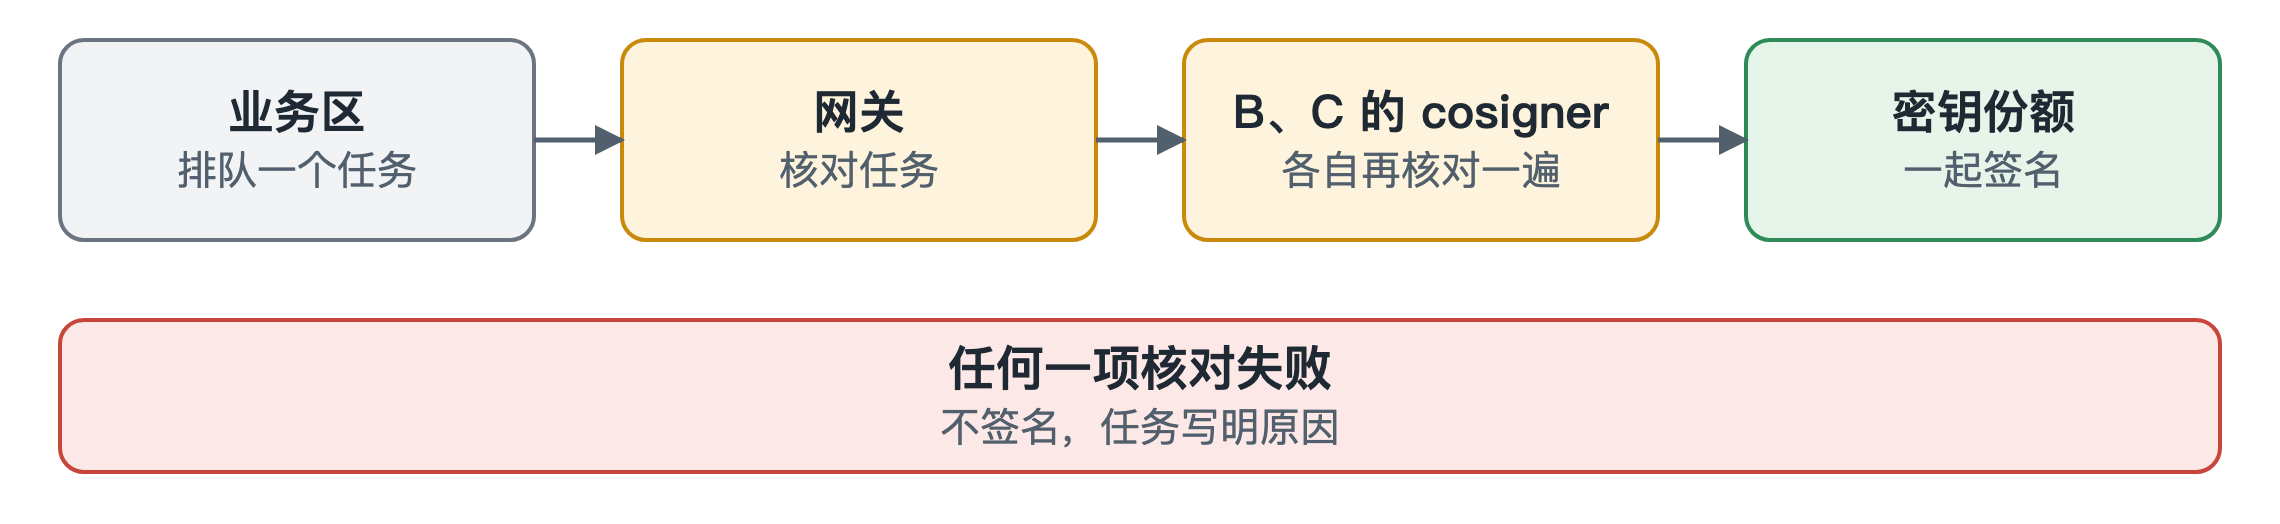 业务区
排队一个任务
网关
核对任务
B、C 的 cosigner
各自再核对一遍
密钥份额
一起签名
任何一项核对失败
不签名，任务写明原因